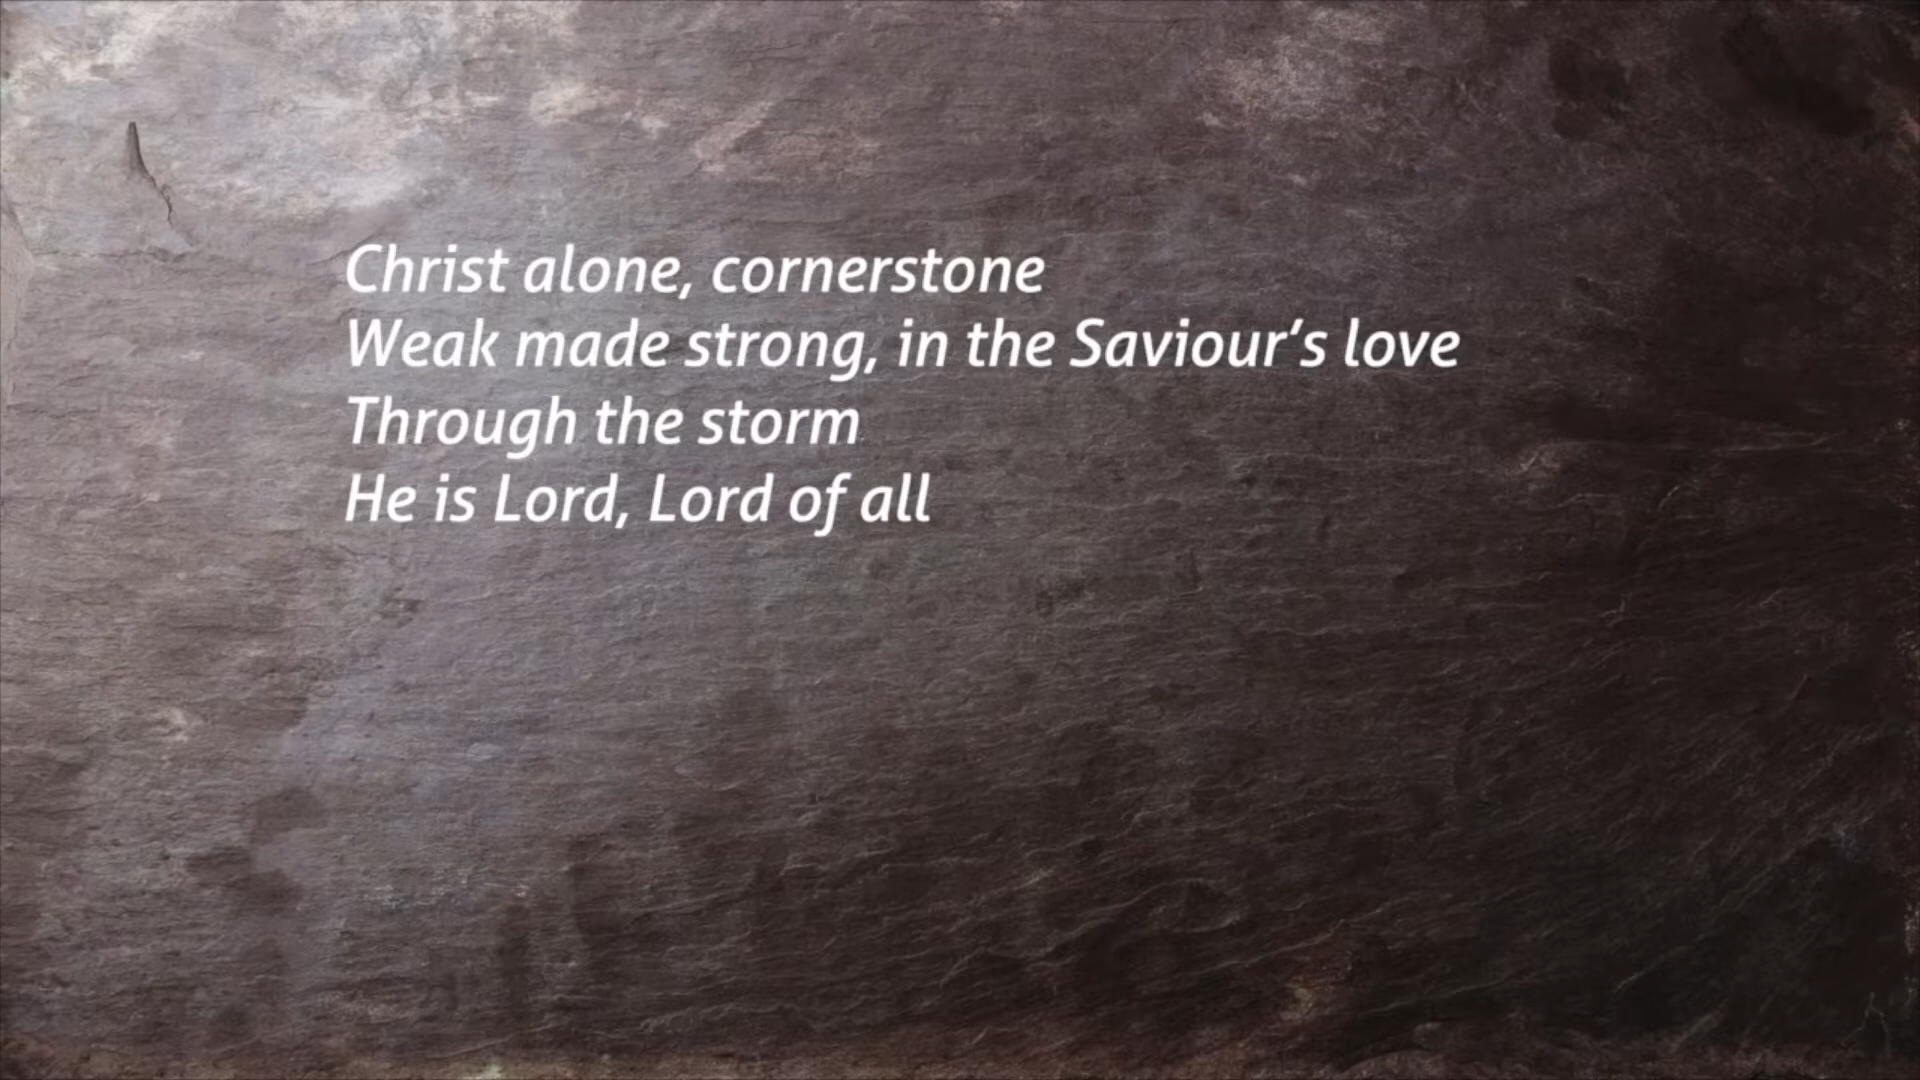 Christ alone, cornerstone
Weak made strong, in the Saviour’s love
Through the storm
He is Lord, Lord of all